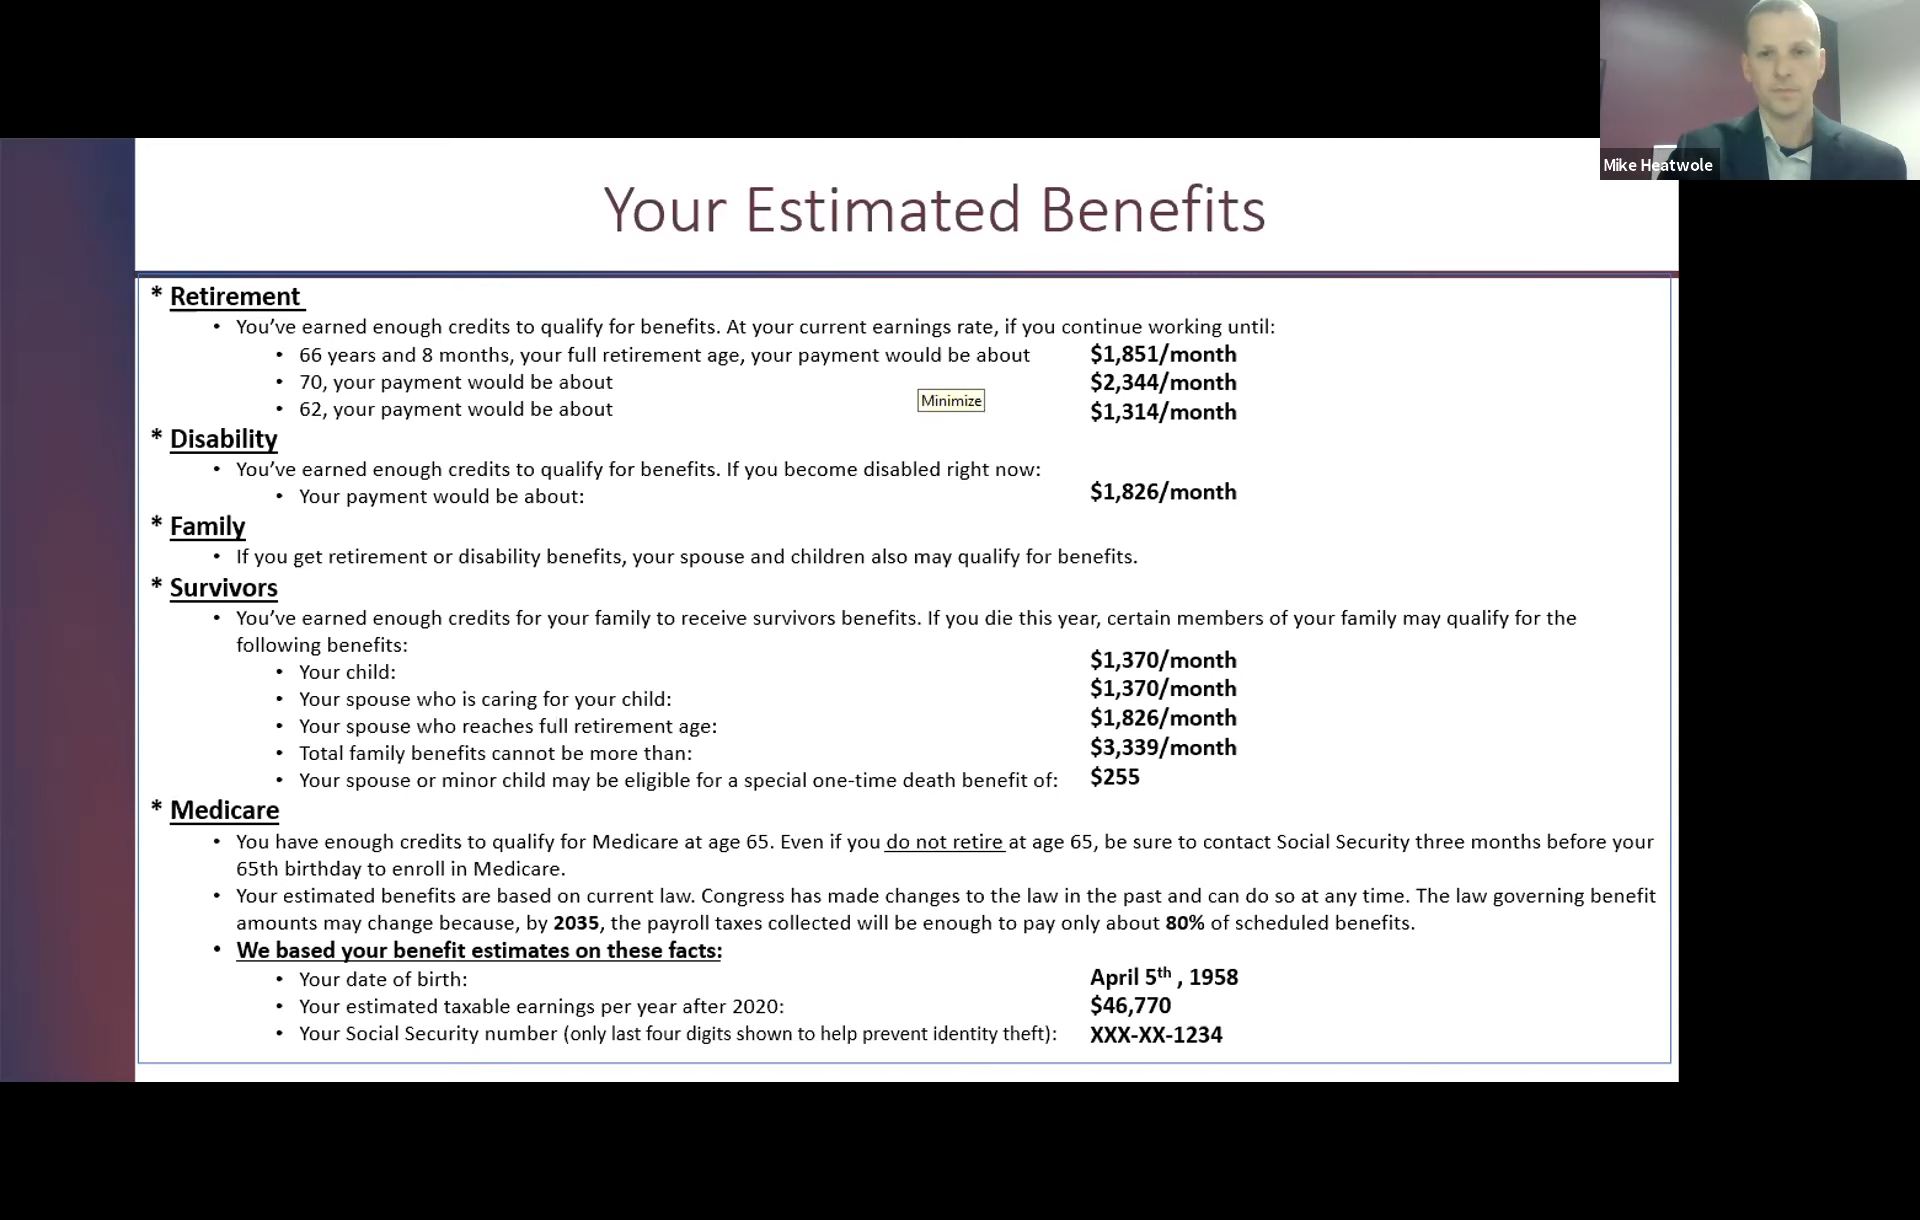 Mike Heatwole
Your Estimated Benefits
* Retirement
• You’ve earned enough credits to qualify for benefits. At your current earnings rate, if you continue working until:
• 66 years and 8 months, your full retirement age, your payment would be about $1,851/month
• 70, your payment would be about $2,344/month
Minimize
• 62, your payment would be about $1,314/month
* Disability
• You’ve earned enough credits to qualify for benefits. If you become disabled right now:
• Your payment would be about: $1,826/month
* Family
• If you get retirement or disability benefits, your spouse and children also may qualify for benefits.
* Survivors
• You’ve earned enough credits for your family to receive survivors benefits. If you die this year, certain members of your family may qualify for the
following benefits:
• Your child: $1,370/month
• Your spouse who is caring for your child: $1,370/month
• Your spouse who reaches full retirement age: $1,826/month
• Total family benefits cannot be more than: $3,339/month
• Your spouse or minor child may be eligible for a special one-time death benefit of: $255
* Medicare
• You have enough credits to qualify for Medicare at age 65. Even if you do not retire at age 65, be sure to contact Social Security three months before your
65th birthday to enroll in Medicare.
• Your estimated benefits are based on current law. Congress has made changes to the law in the past and can do so at any time. The law governing benefit
amounts may change because, by 2035, the payroll taxes collected will be enough to pay only about 80% of scheduled benefits.
• We based your benefit estimates on these facts:
• Your date of birth: April 5th , 1958
• Your estimated taxable earnings per year after 2020: $46,770
• Your Social Security number (only last four digits shown to help prevent identity theft): XXX-XX-1234